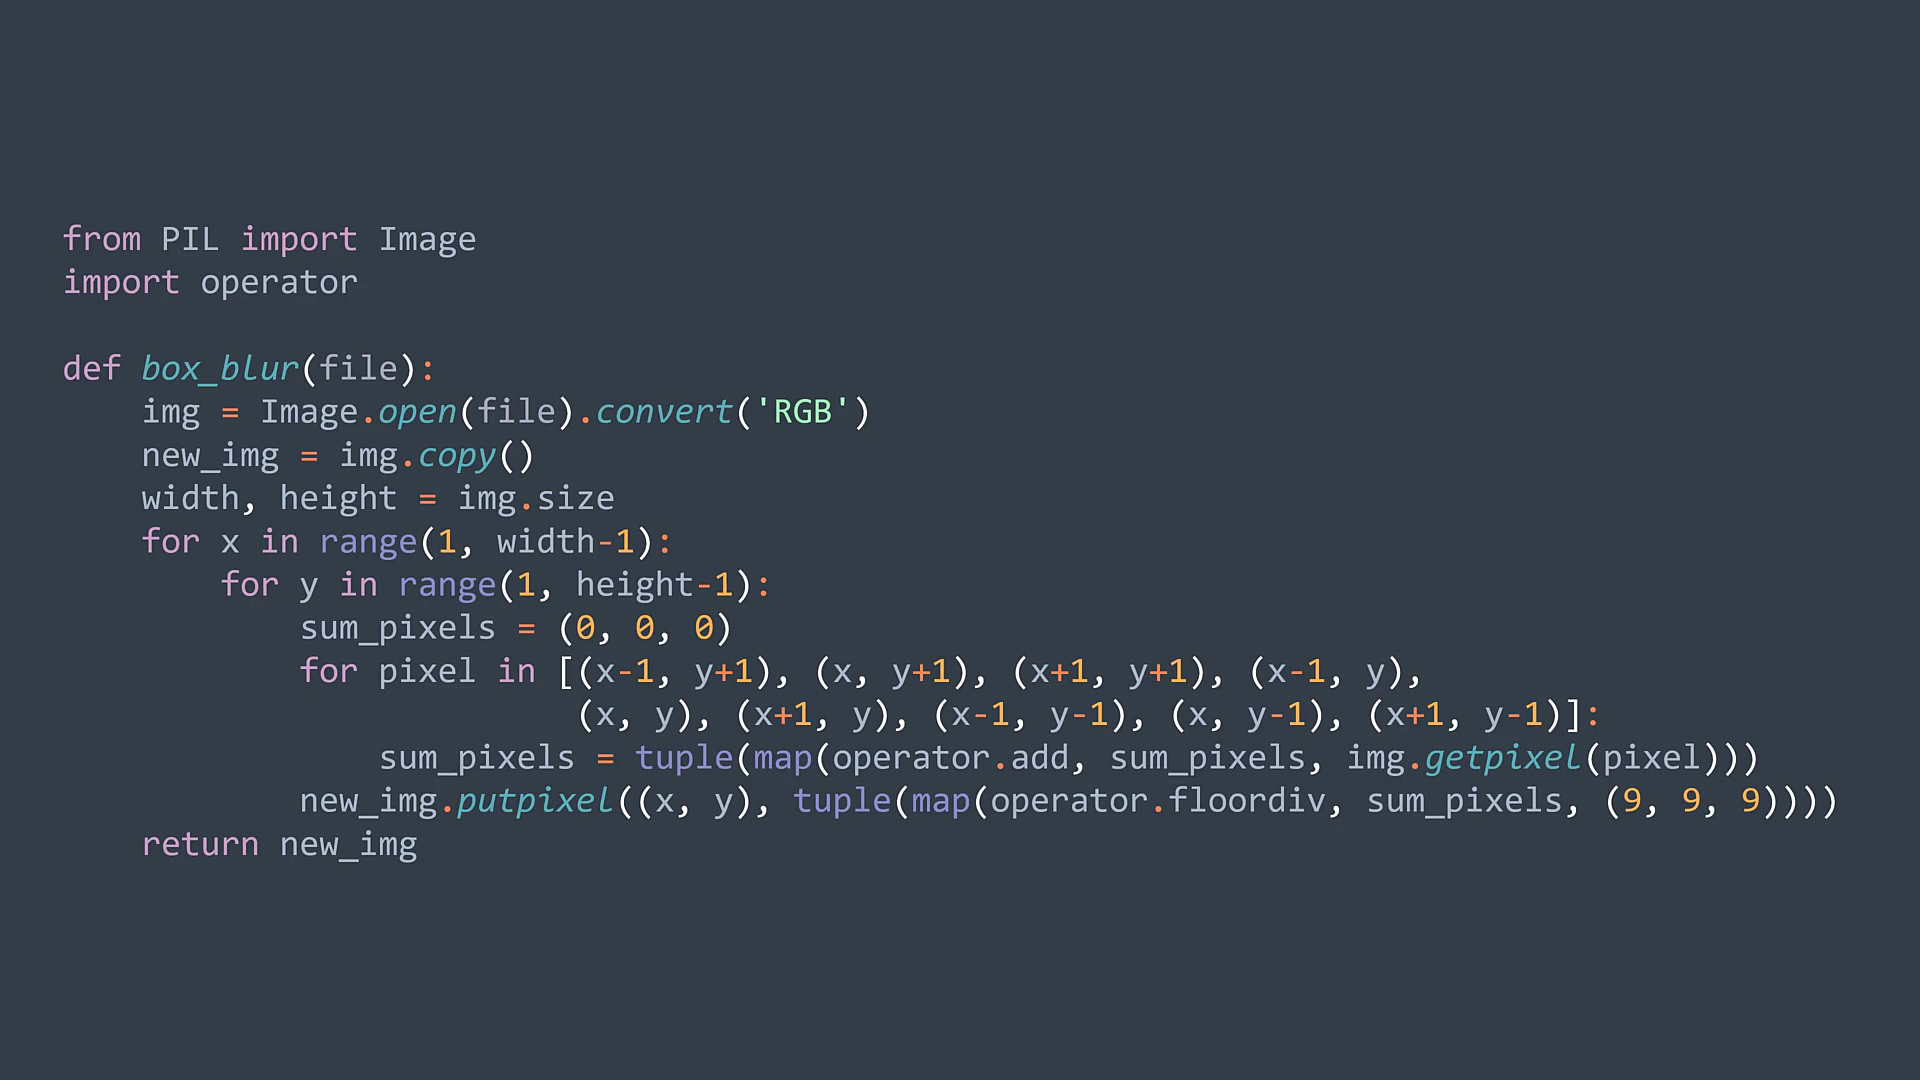 from PIL import Image
import operator

def box_blur(file):
    img = Image.open(file).convert('RGB')
    new_img = img.copy()
    width, height = img.size
    for x in range(1, width-1):
        for y in range(1, height-1):
            sum_pixels = (0, 0, 0)
            for pixel in [(x-1, y+1), (x, y+1), (x+1, y+1), (x-1, y),
                          (x, y), (x+1, y), (x-1, y-1), (x, y-1), (x+1, y-1)]:
                sum_pixels = tuple(map(operator.add, sum_pixels, img.getpixel(pixel)))
            new_img.putpixel((x, y), tuple(map(operator.floordiv, sum_pixels, (9, 9, 9))))
    return new_img